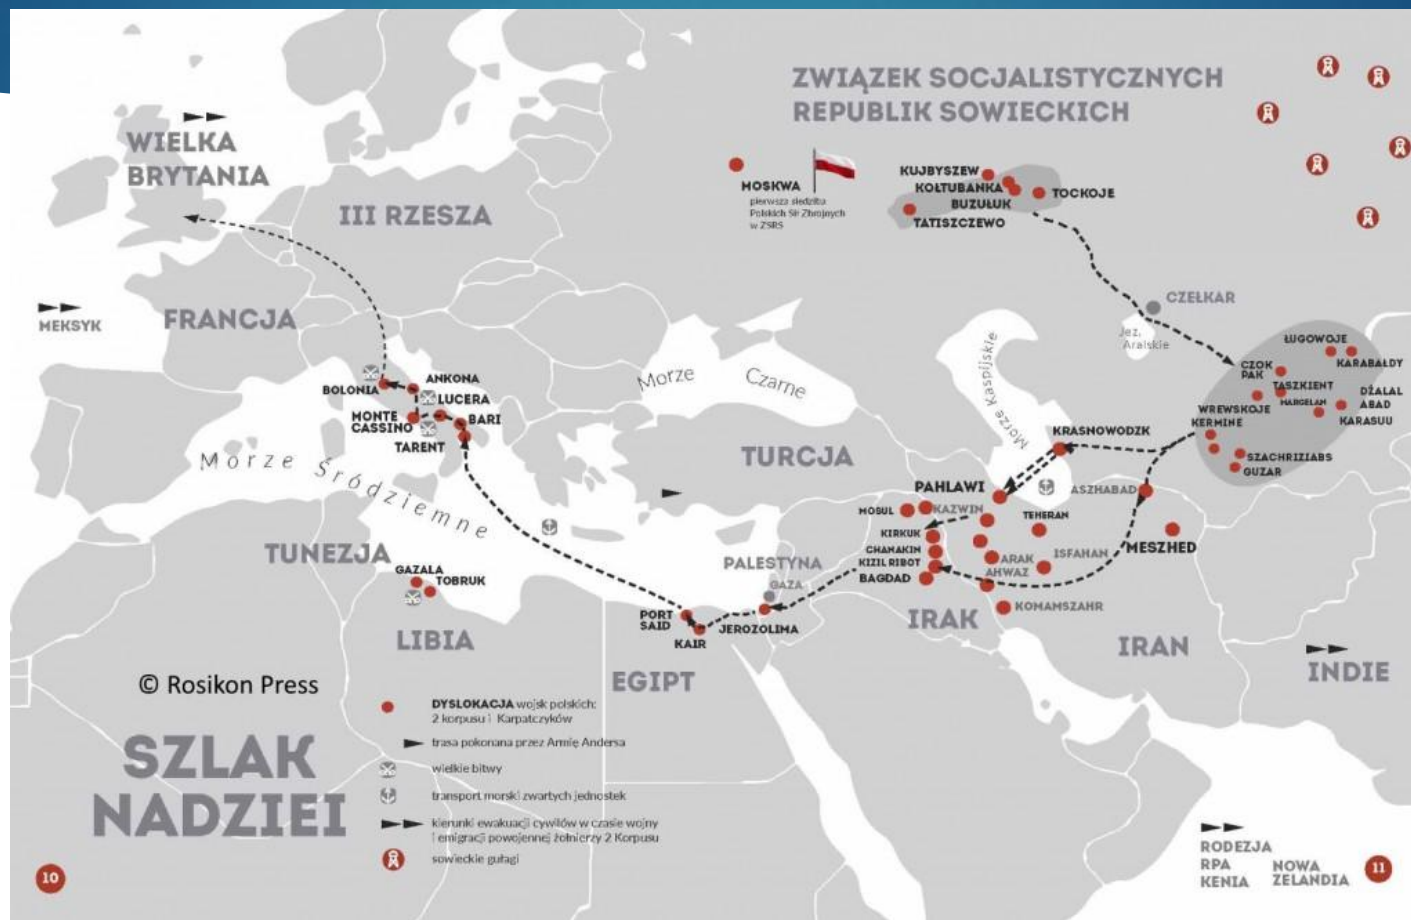 ZWIĄZEK SOCJALISTYCZNYCH
REPUBLIK SOWIECKICH
WIELKA
BRYTANIA
III RZESZA
MOSKWA
pierwsza siedziba
Polskich Sił Zbrojnych
w ZSRS
KUJBYSZEW
KOŁTUBANKA
BUZUŁUK
TOCKOJE
TATISZCZEWO
MEKSYK
FRANCJA
CZEŁKAR
Jez.
Aralskie
Morze Kaspijskie
Morze Czarne
ŁUGOWOJE
KARABAŁDY
CZOK
PAK
TASZKIENT
MARGELAN
DŻALAL
ABAD
KARASUU
WREWSKOJE
KERMINE
SZACHRIZIABS
GUZAR
BOLONIA
ANKONA
LUCERA
MONTE
CASSINO
BARI
TARENT
Morze Śródziemne
TURCJA
KRASNOWODZK
PAHLAWI
ASZHABAD
MOSUL
KAZWIN
TEHERAN
KIRKUK
CHANAKIN
KIZIL RIBOT
BAGDAD
ARAK
AHWAZ
ISFAHAN
MESZHED
KOMAMSZAHR
TUNEZJA
GAZALA
TOBRUK
PALESTYNA
GAZA
PORT
SAID
KAIR
JEROZOLIMA
LIBIA
EGIPT
IRAK
IRAN
INDIE
© Rosikon Press
SZLAK
NADZIEI
DYSLOKACJA wojsk polskich:
2 korpusu i Karpatczyków
trasa pokonana przez Armię Andersa
wielkie bitwy
transport morski zwartych jednostek
kierunki ewakuacji cywilów w czasie wojny
i emigracji powojennej żołnierzy 2 Korpusu
sowieckie gułagi
RODEZJA
RPA
KENIA
NOWA
ZELANDIA
10
11